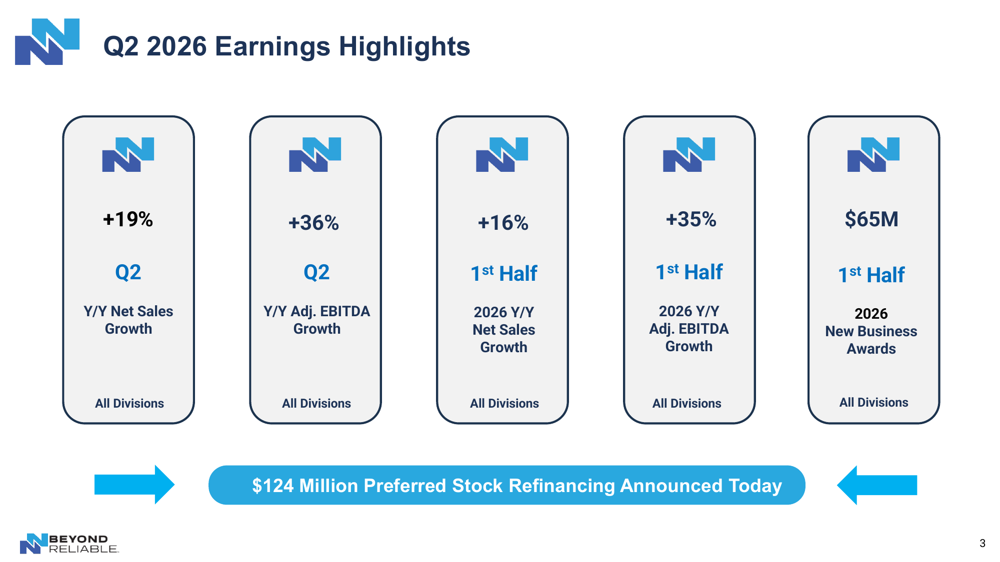 Q2 2026 Earnings Highlights
+19%
Q2
Y/Y Net Sales
Growth
All Divisions
+36%
Q2
Y/Y Adj. EBITDA
Growth
All Divisions
+16%
1st Half
2026 Y/Y
Net Sales
Growth
All Divisions
+35%
1st Half
2026 Y/Y
Adj. EBITDA
Growth
All Divisions
$65M
1st Half
2026
New Business
Awards
All Divisions
$124 Million Preferred Stock Refinancing Announced Today
BEYOND
RELIABLE
3